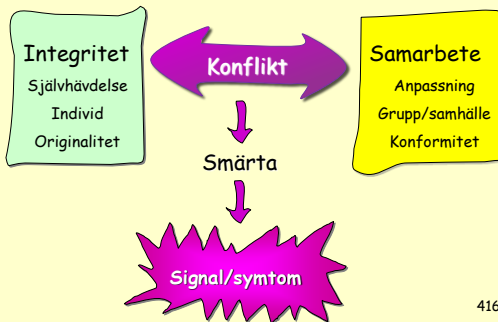 Integritet
Självhävdelse
Individ
Originalitet
Konflikt
Samarbete
Anpassning
Grupp/samhälle
Konformitet
Smärta
Signal/symtom
416